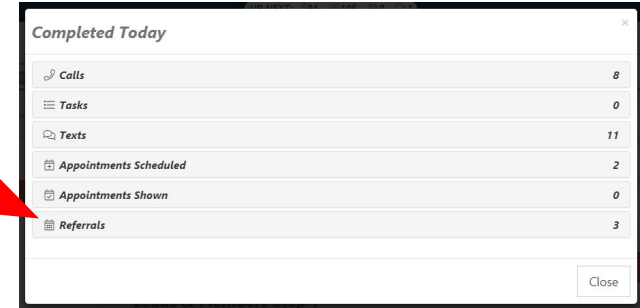 Completed Today
×
Calls 8
Tasks 0
Texts 11
Appointments Scheduled 2
Appointments Shown 0
Referrals 3
Close